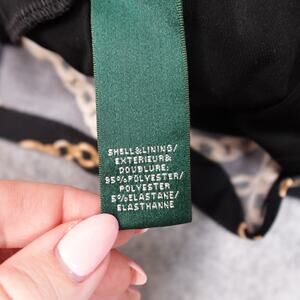 SHELL&LINING/
EXTERIEUR&
DOUBLURE:
95%POLYESTER/
POLYESTER
5%ELASTANE/
ELASTHANNE